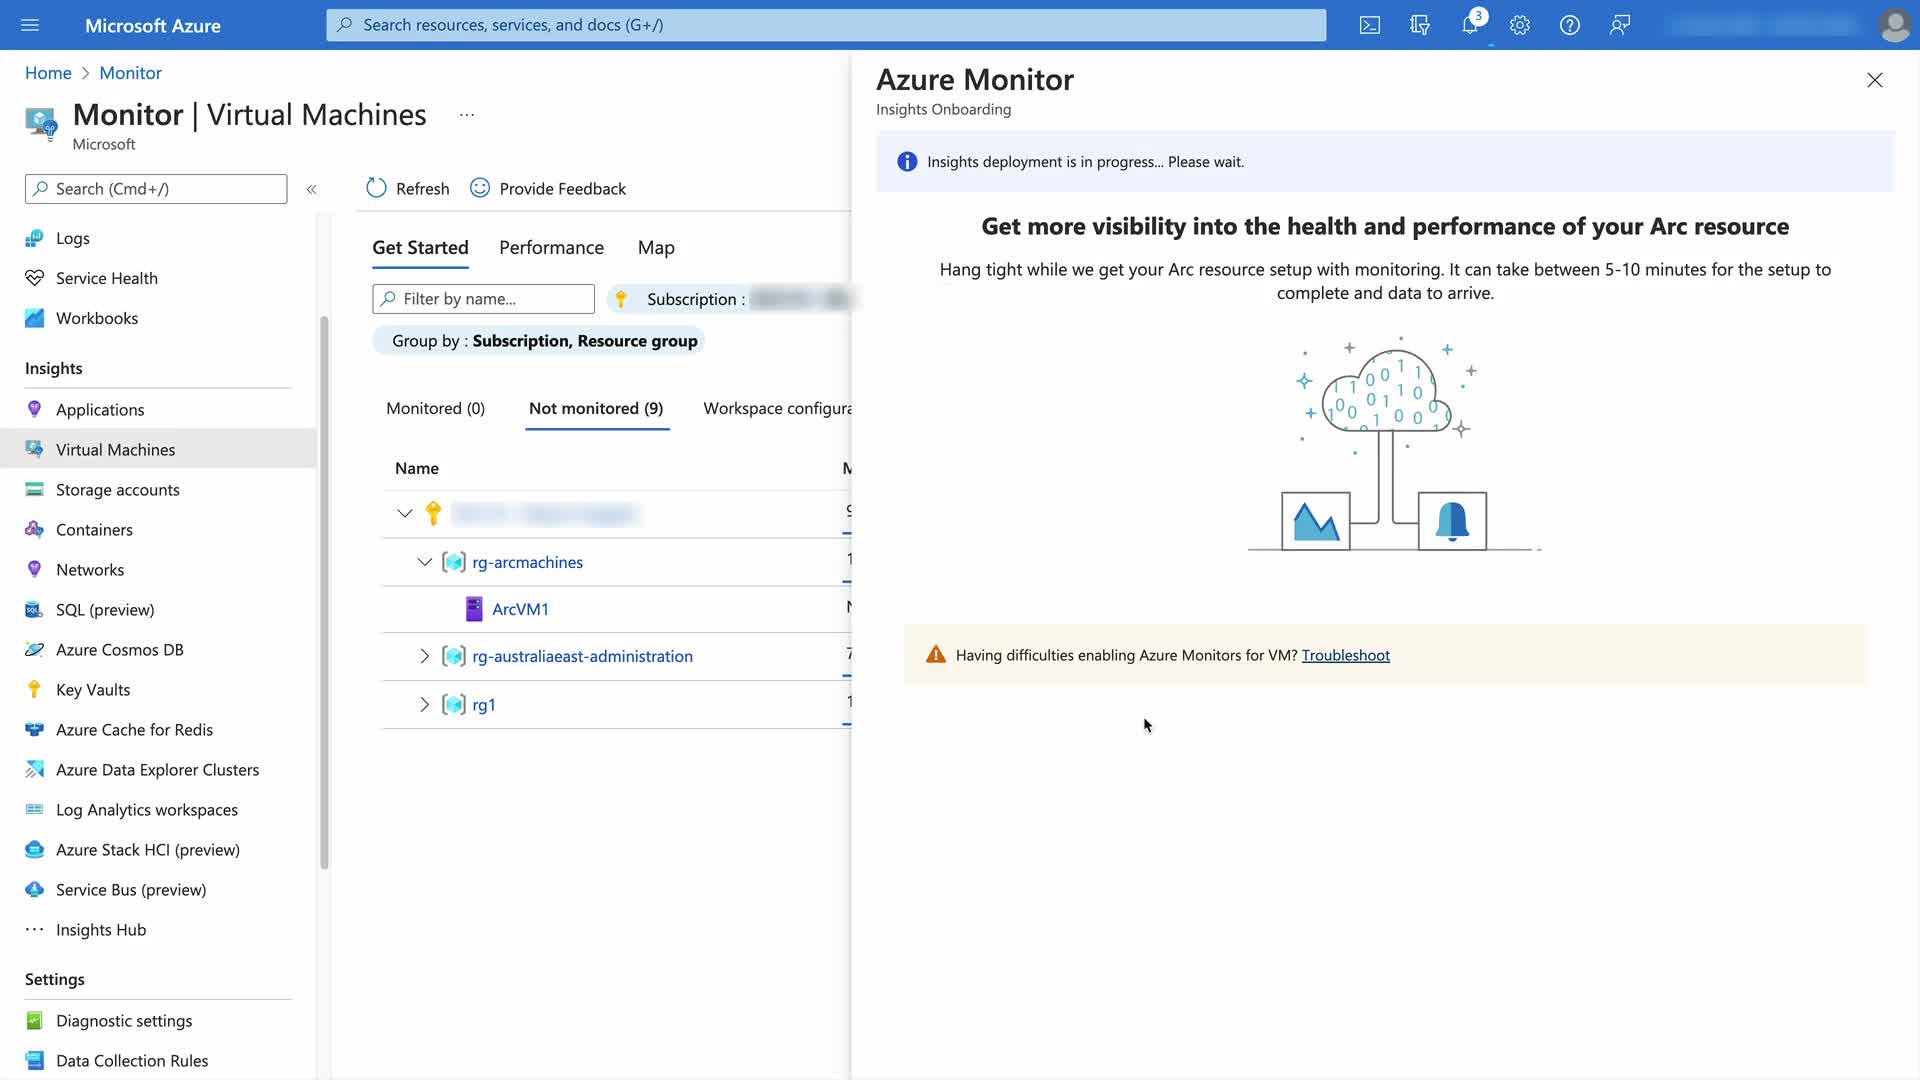 Microsoft Azure
Search resources, services, and docs (G+/)
3
Home > Monitor
Monitor | Virtual Machines ...
Microsoft
Search (Cmd+/)
«
Refresh
Provide Feedback
Logs
Service Health
Workbooks
Insights
Applications
Virtual Machines
Storage accounts
Containers
Networks
SQL (preview)
Azure Cosmos DB
Key Vaults
Azure Cache for Redis
Azure Data Explorer Clusters
Log Analytics workspaces
Azure Stack HCI (preview)
Service Bus (preview)
Insights Hub
Settings
Diagnostic settings
Data Collection Rules
Get Started Performance Map
Filter by name...
Subscription :
Group by : Subscription, Resource group
Monitored (0) Not monitored (9) Workspace configura
Name
rg-arcmachines
ArcVM1
rg-australiaeast-administration
rg1
Azure Monitor
Insights Onboarding
Insights deployment is in progress... Please wait.
Get more visibility into the health and performance of your Arc resource
Hang tight while we get your Arc resource setup with monitoring. It can take between 5-10 minutes for the setup to
complete and data to arrive.
Having difficulties enabling Azure Monitors for VM? Troubleshoot